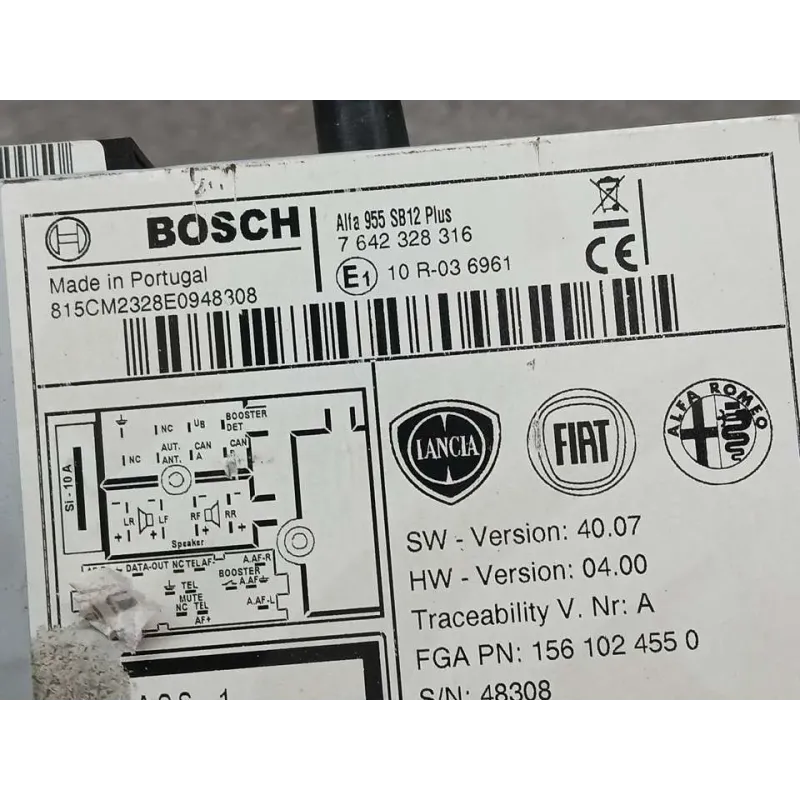 BOSCH
Alfa 955 SB12 Plus
7 642 328 316
E1 10 R-03 6961
CE
Made in Portugal
815CM2328E0948308
SI - 10 A
NC UB BOOSTER DET
NC AUT. ANT. CAN A CAN
- - - -
LR LF RF RR
+ + + +
Speaker
DATA-OUT NC TEL AF- A.AF-R
TEL MUTE BOOSTER A.AF
NC TEL AF+ A.AF-L
LANCIA
FIAT
ALFA ROMEO
SW - Version: 40.07
HW - Version: 04.00
Traceability V. Nr: A
FGA PN: 156 102 455 0
S/N: 48308